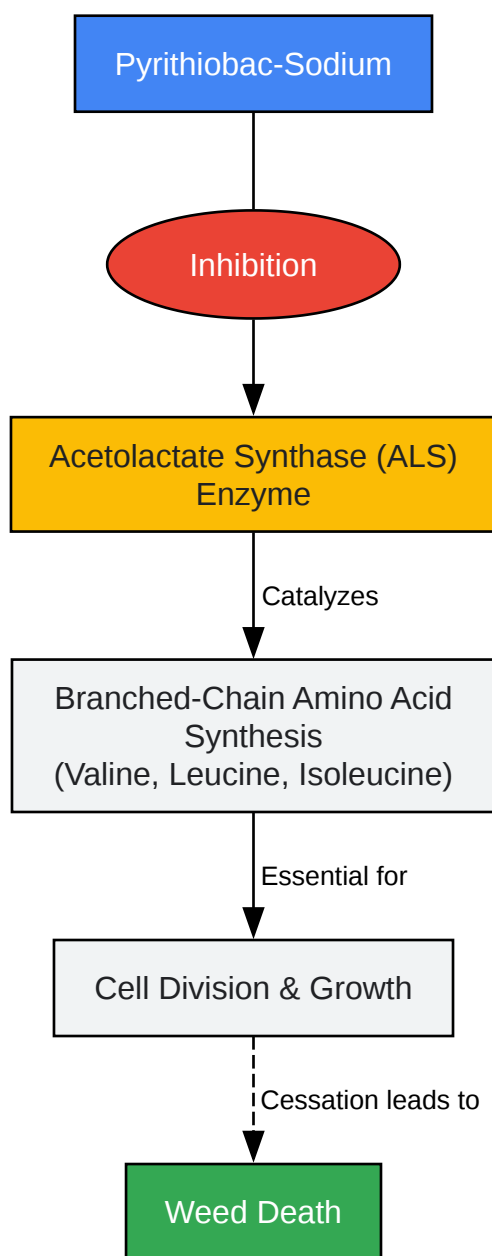 Pyrithiobac-Sodium
Inhibition
Acetolactate Synthase (ALS)
Enzyme
Catalyzes
Branched-Chain Amino Acid
Synthesis
(Valine, Leucine, Isoleucine)
Essential for
Cell Division & Growth
Cessation leads to
Weed Death